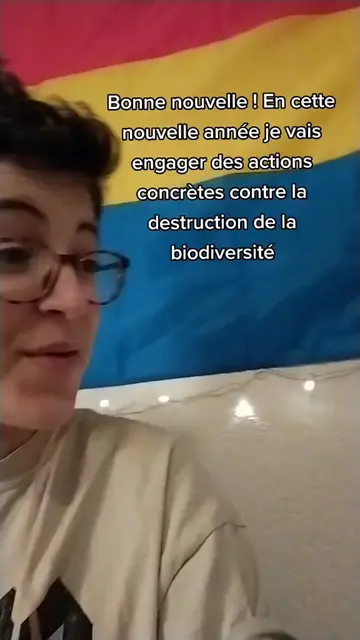 Bonne nouvelle ! En cette
nouvelle année je vais
engager des actions
concrètes contre la
destruction de la
biodiversité